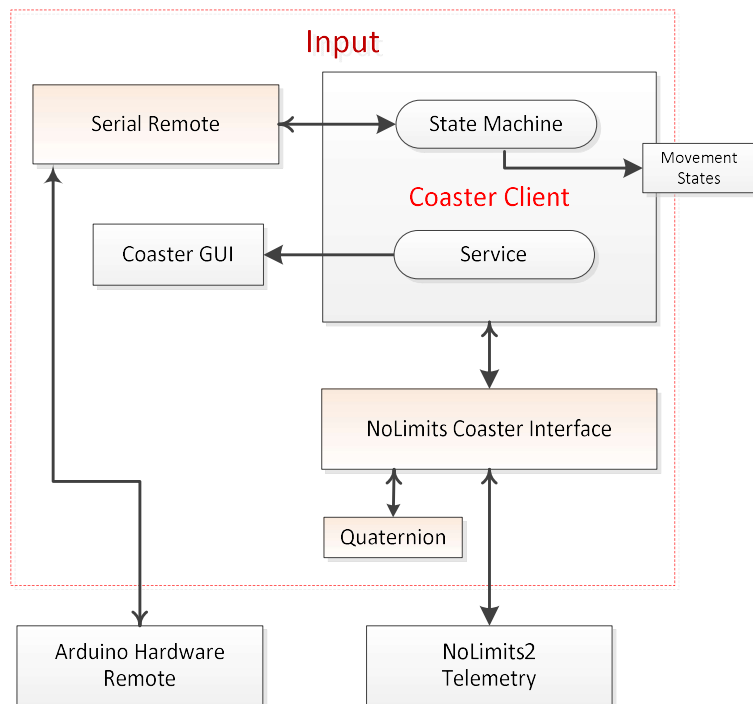 Input
Serial Remote
State Machine
Movement
States
Coaster Client
Coaster GUI
Service
NoLimits Coaster Interface
Quaternion
Arduino Hardware
Remote
NoLimits2
Telemetry